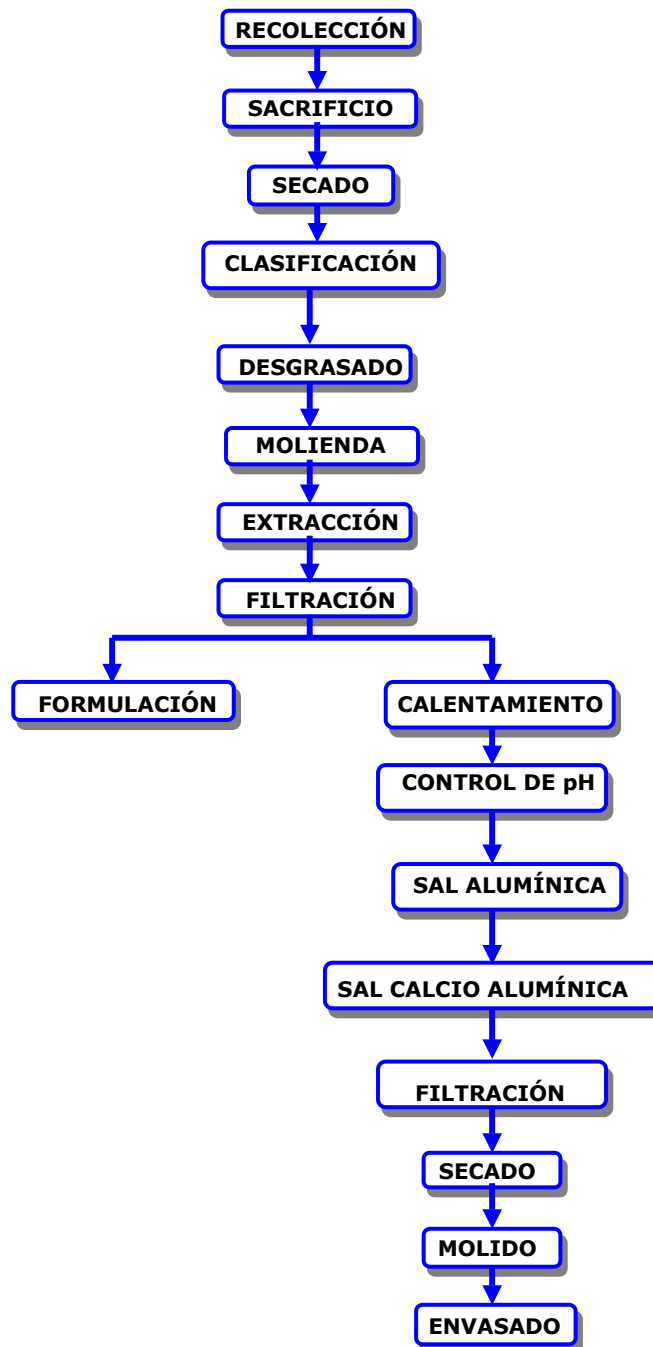 RECOLECCIÓN
SACRIFICIO
SECADO
CLASIFICACIÓN
DESGRASADO
MOLIENDA
EXTRACCIÓN
FILTRACIÓN
FORMULACIÓN
CALENTAMIENTO
CONTROL DE pH
SAL ALUMÍNICA
SAL CALCIO ALUMÍNICA
FILTRACIÓN
SECADO
MOLIDO
ENVASADO